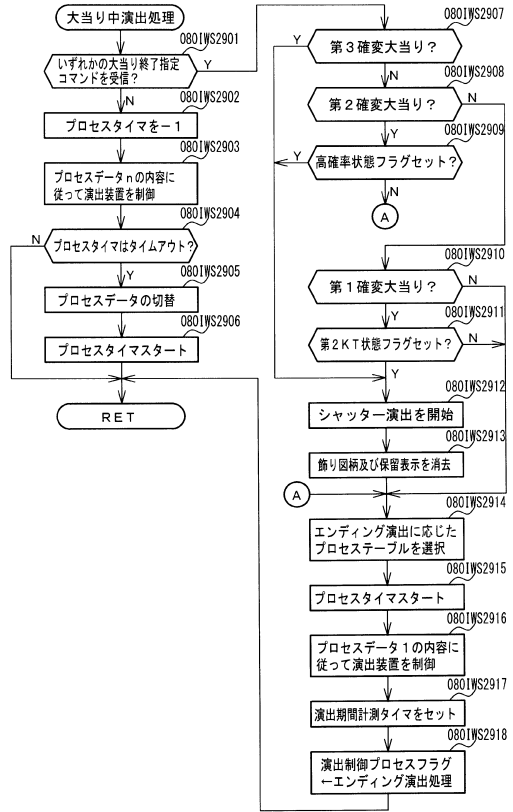 大当り中演出処理
080IWS2901
いずれかの大当り終了指定
コマンドを受信？
Y
N
080IWS2902
プロセスタイマを－1
080IWS2903
プロセスデータｎの内容に
従って演出装置を制御
080IWS2904
N
プロセスタイマはタイムアウト？
Y
080IWS2905
プロセスデータの切替
080IWS2906
プロセスタイマスタート
RET
080IWS2907
Y
第３確変大当り？
N
080IWS2908
第２確変大当り？
N
Y
080IWS2909
Y
高確率状態フラグセット？
N
A
080IWS2910
第１確変大当り？
N
Y
080IWS2911
第２ＫＴ状態フラグセット？
N
Y
080IWS2912
シャッター演出を開始
080IWS2913
飾り図柄及び保留表示を消去
A
080IWS2914
エンディング演出に応じた
プロセステーブルを選択
080IWS2915
プロセスタイマスタート
080IWS2916
プロセスデータ１の内容に
従って演出装置を制御
080IWS2917
演出期間計測タイマをセット
080IWS2918
演出制御プロセスフラグ
←エンディング演出処理